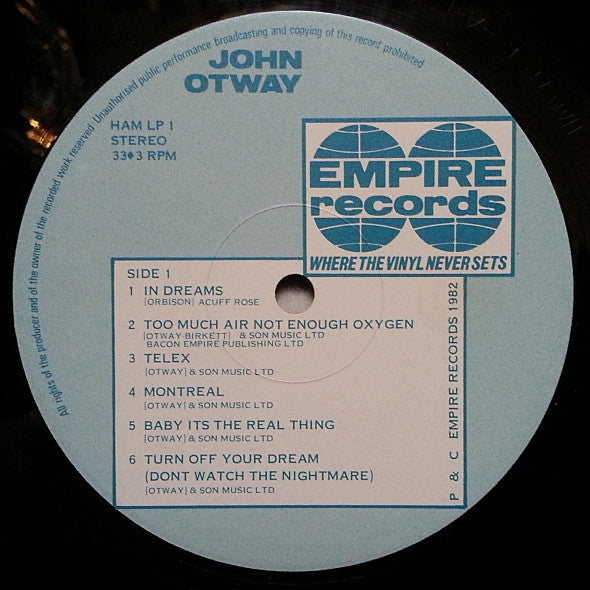 All rights of the producer and of the owner of the recorded work reserved · Unauthorised public performance broadcasting and copying of this record prohibited
JOHN
OTWAY
HAM LP 1
STEREO
33♦3 RPM
EMPIRE
records
WHERE THE VINYL NEVER SETS
SIDE 1
1 IN DREAMS
[ORBISON] ACUFF ROSE
2 TOO MUCH AIR NOT ENOUGH OXYGEN
[OTWAY-BIRKETT] & SON MUSIC LTD
BACON EMPIRE PUBLISHING LTD
3 TELEX
[OTWAY] & SON MUSIC LTD
4 MONTREAL
[OTWAY] & SON MUSIC LTD
5 BABY ITS THE REAL THING
[OTWAY] & SON MUSIC LTD
6 TURN OFF YOUR DREAM
(DONT WATCH THE NIGHTMARE)
[OTWAY] & SON MUSIC LTD
P & C EMPIRE RECORDS 1982